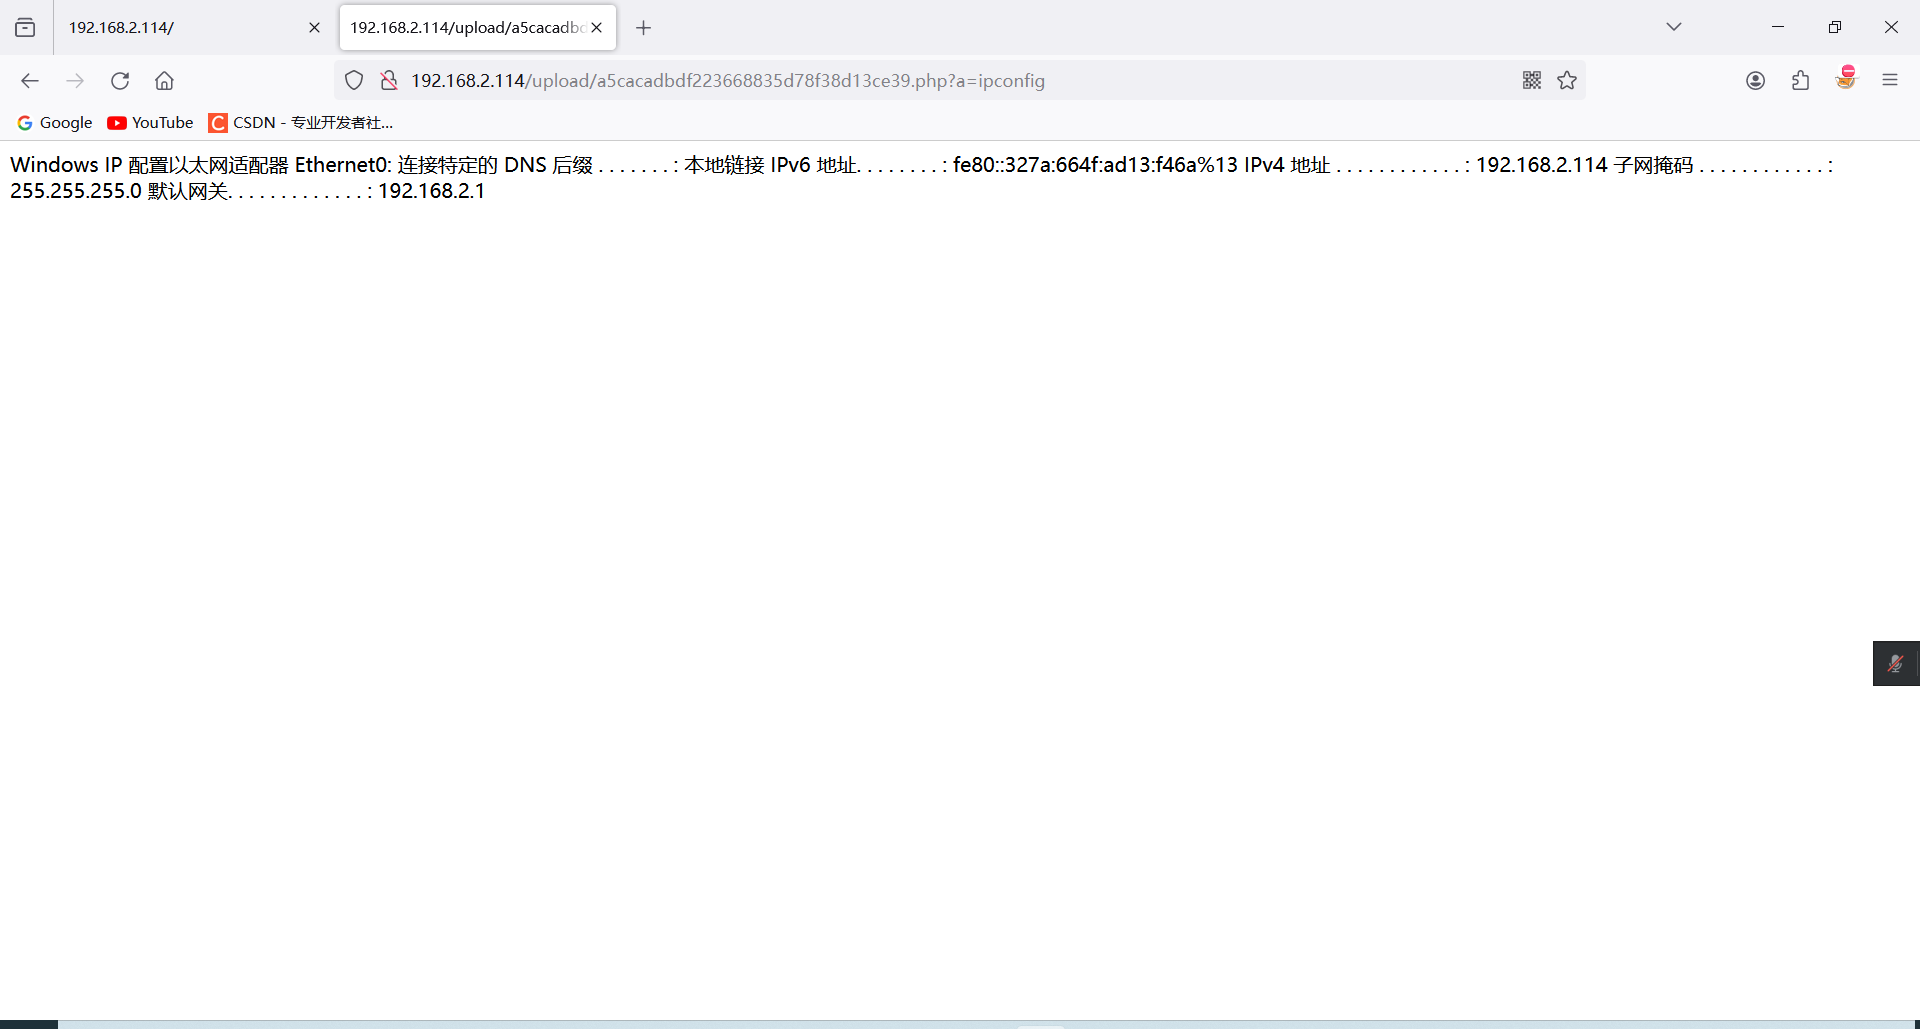 192.168.2.114/
192.168.2.114/upload/a5cacadbd
192.168.2.114/upload/a5cacadbdf223668835d78f38d13ce39.php?a=ipconfig
Google
YouTube
CSDN - 专业开发者社...
Windows IP 配置以太网适配器 Ethernet0: 连接特定的 DNS 后缀 . . . . . . . : 本地链接 IPv6 地址. . . . . . . . : fe80::327a:664f:ad13:f46a%13 IPv4 地址 . . . . . . . . . . . . : 192.168.2.114 子网掩码 . . . . . . . . . . . . :
255.255.255.0 默认网关. . . . . . . . . . . . . : 192.168.2.1